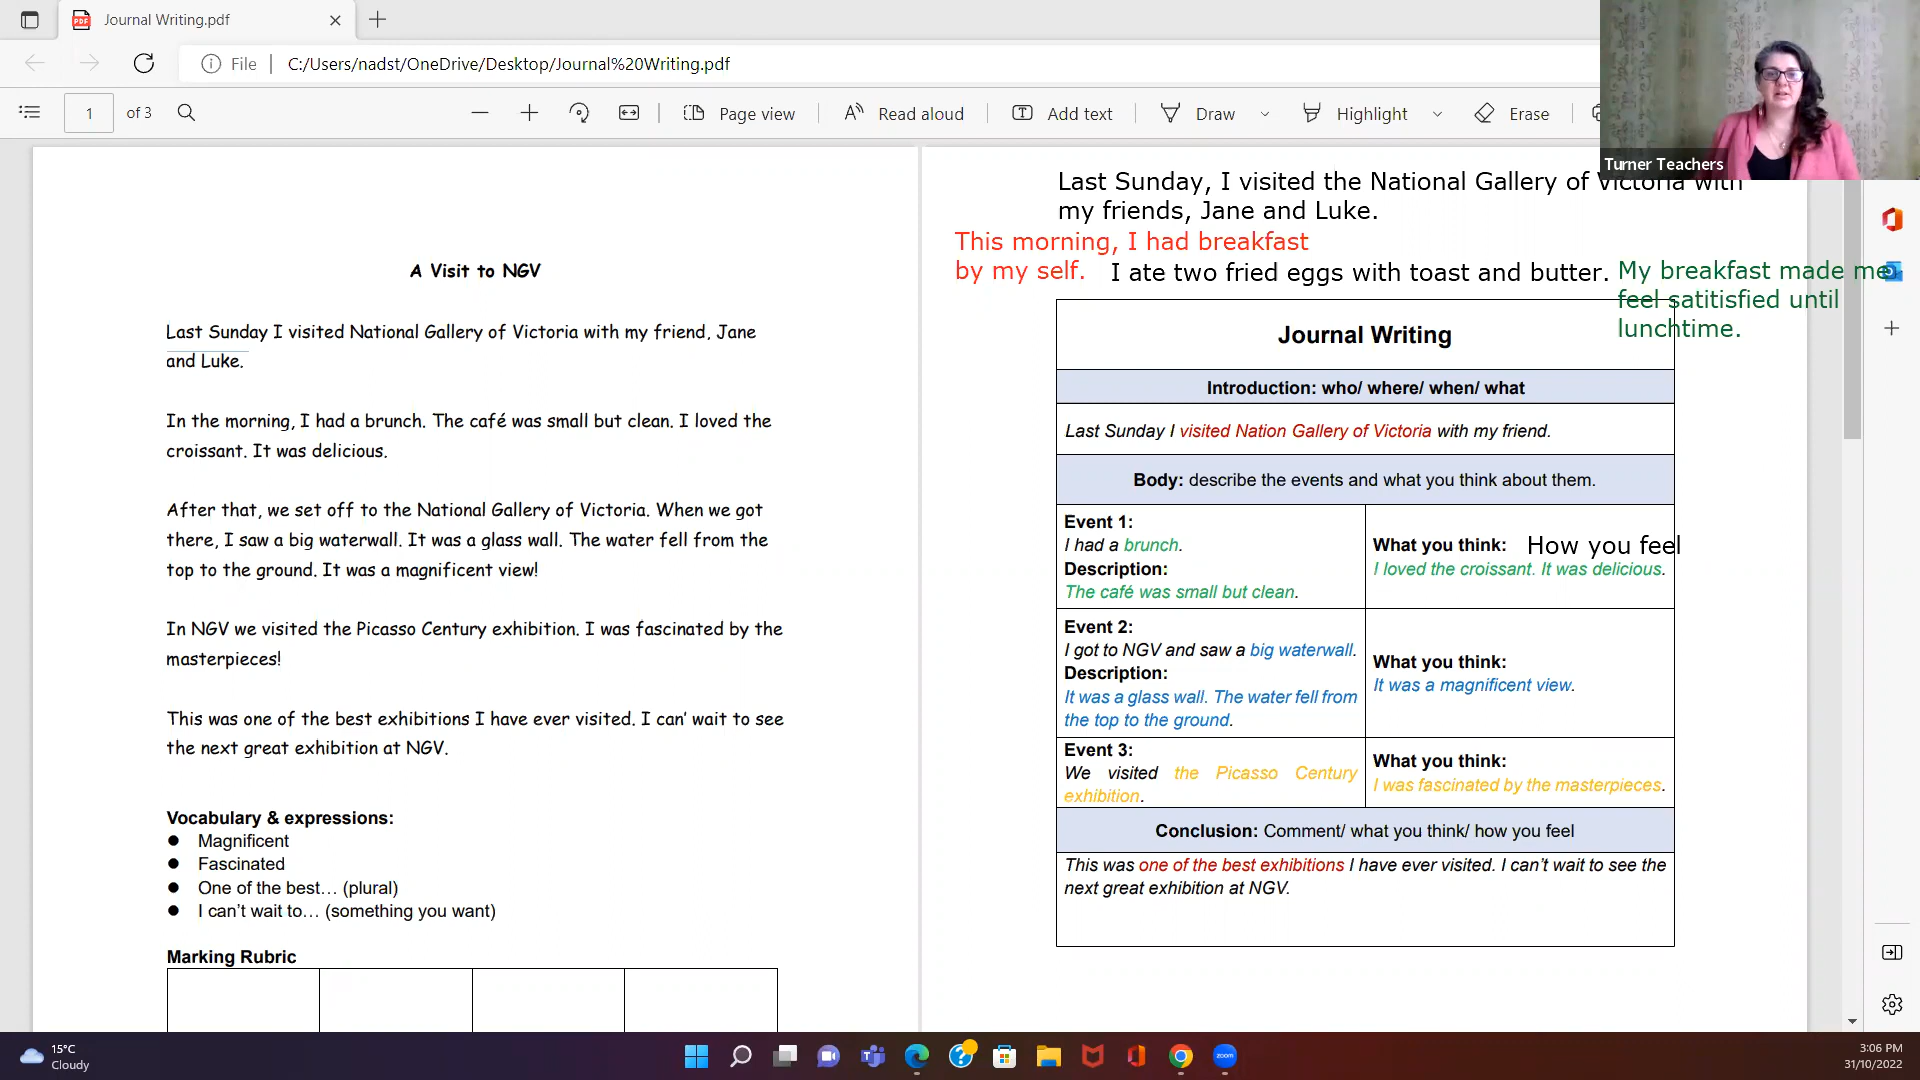 Journal Writing.pdf
File
C:/Users/nadst/OneDrive/Desktop/Journal%20Writing.pdf
1 of 3
Page view
Read aloud
Add text
Draw
Highlight
Erase
Turner Teachers
A Visit to NGV
Last Sunday I visited National Gallery of Victoria with my friend, Jane
and Luke.
In the morning, I had a brunch. The café was small but clean. I loved the
croissant. It was delicious.
After that, we set off to the National Gallery of Victoria. When we got
there, I saw a big waterwall. It was a glass wall. The water fell from the
top to the ground. It was a magnificent view!
In NGV we visited the Picasso Century exhibition. I was fascinated by the
masterpieces!
This was one of the best exhibitions I have ever visited. I can’ wait to see
the next great exhibition at NGV.
Vocabulary & expressions:
● Magnificent
● Fascinated
● One of the best… (plural)
● I can’t wait to… (something you want)
Marking Rubric
Last Sunday, I visited the National Gallery of Victoria with
my friends, Jane and Luke.
This morning, I had breakfast
by my self.
I ate two fried eggs with toast and butter.
My breakfast made me
feel satitisfied until
lunchtime.
Journal Writing
Introduction: who/ where/ when/ what
Last Sunday I visited Nation Gallery of Victoria with my friend.
Body: describe the events and what you think about them.
Event 1:
I had a brunch.
Description:
The café was small but clean.
What you think: How you feel
I loved the croissant. It was delicious.
Event 2:
I got to NGV and saw a big waterwall.
Description:
It was a glass wall. The water fell from
the top to the ground.
What you think:
It was a magnificent view.
Event 3:
We visited the Picasso Century
exhibition.
What you think:
I was fascinated by the masterpieces.
Conclusion: Comment/ what you think/ how you feel
This was one of the best exhibitions I have ever visited. I can’t wait to see the
next great exhibition at NGV.
15°C
Cloudy
zoom
3:06 PM
31/10/2022